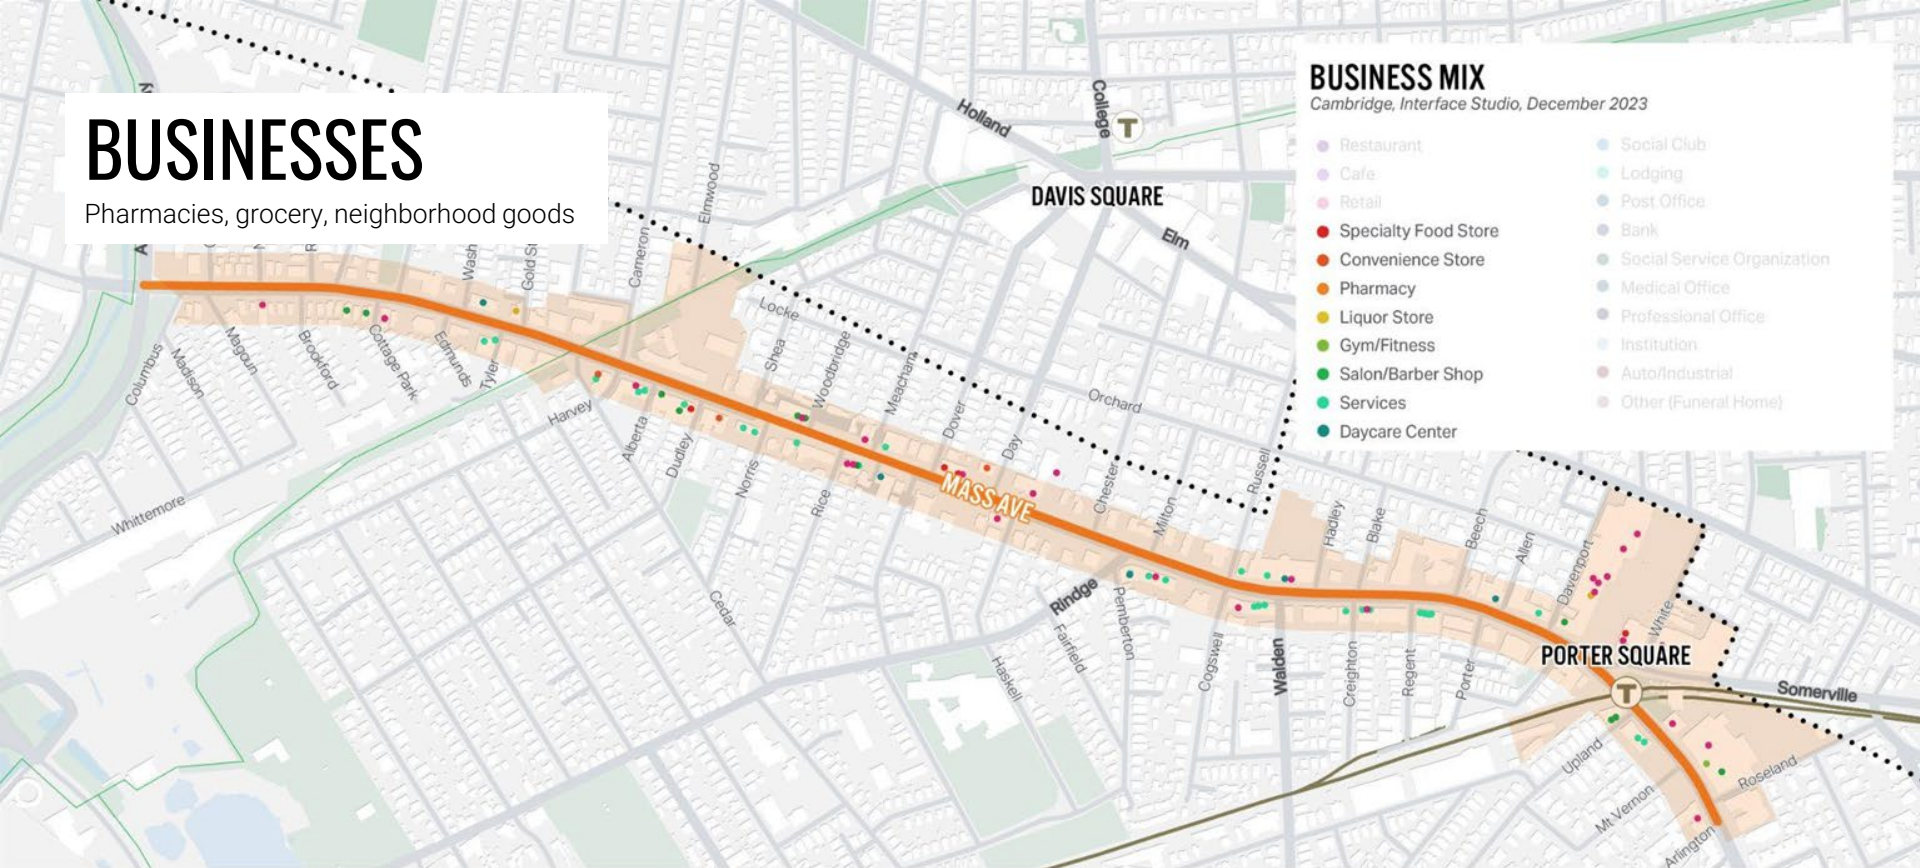 BUSINESSES
Pharmacies, grocery, neighborhood goods
BUSINESS MIX
Cambridge, Interface Studio, December 2023
Restaurant
Cafe
Retail
Specialty Food Store
Convenience Store
Pharmacy
Liquor Store
Gym/Fitness
Salon/Barber Shop
Services
Daycare Center
Social Club
Lodging
Post Office
Bank
Social Service Organization
Medical Office
Professional Office
Institution
Auto/Industrial
Other (Funeral Home)
Holland
College
T
DAVIS SQUARE
Elm
Elmwood
Cameron
Wash
Gold St
Locke
Shea
Woodbridge
Meacham
Orchard
Dover
Day
Chester
Milton
Russell
Hadley
Blake
Beech
Allen
Davenport
White
Columbus
Madison
Magoun
Brookford
Cottage Park
Edmunds
Tyler
Harvey
Alberta
Dudley
Norris
Rice
MASS AVE
Whittemore
Cedar
Rindge
Fairfield
Haskell
Pemberton
Cogswell
Walden
Creighton
Regent
Porter
PORTER SQUARE
T
Somerville
Upland
Mt Vernon
Roseland
Arlington